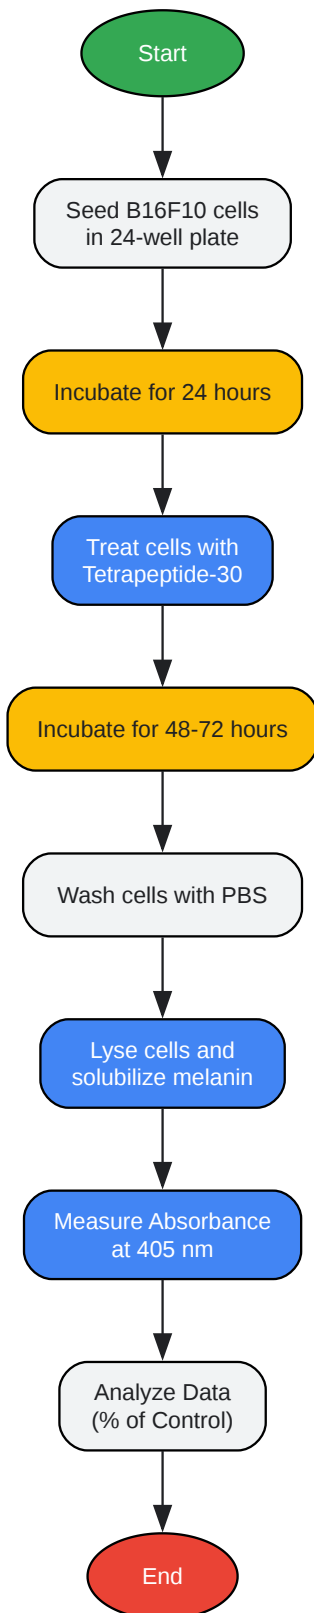 Start
Seed B16F10 cells
in 24-well plate
Incubate for 24 hours
Treat cells with
Tetrapeptide-30
Incubate for 48-72 hours
Wash cells with PBS
Lyse cells and
solubilize melanin
Measure Absorbance
at 405 nm
Analyze Data
(% of Control)
End